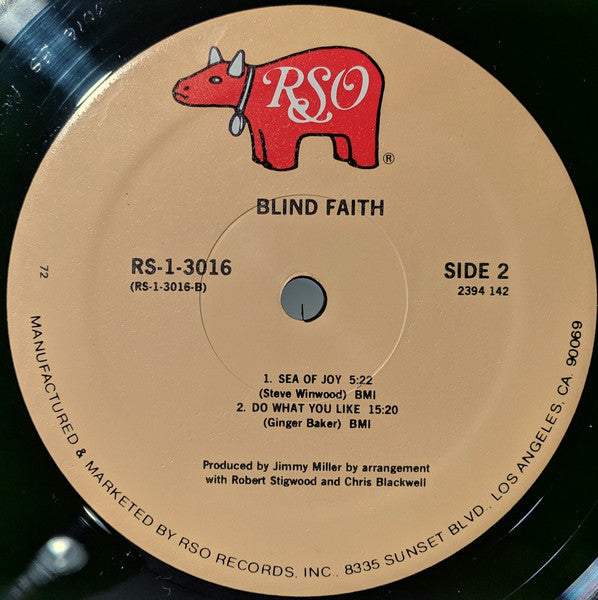 RSO
®
BLIND FAITH
RS-1-3016
(RS-1-3016-B)
SIDE 2
2394 142
72
1. SEA OF JOY 5:22
(Steve Winwood) BMI
2. DO WHAT YOU LIKE 15:20
(Ginger Baker) BMI
Produced by Jimmy Miller by arrangement
with Robert Stigwood and Chris Blackwell
MANUFACTURED & MARKETED BY RSO RECORDS, INC., 8335 SUNSET BLVD., LOS ANGELES, CA. 90069